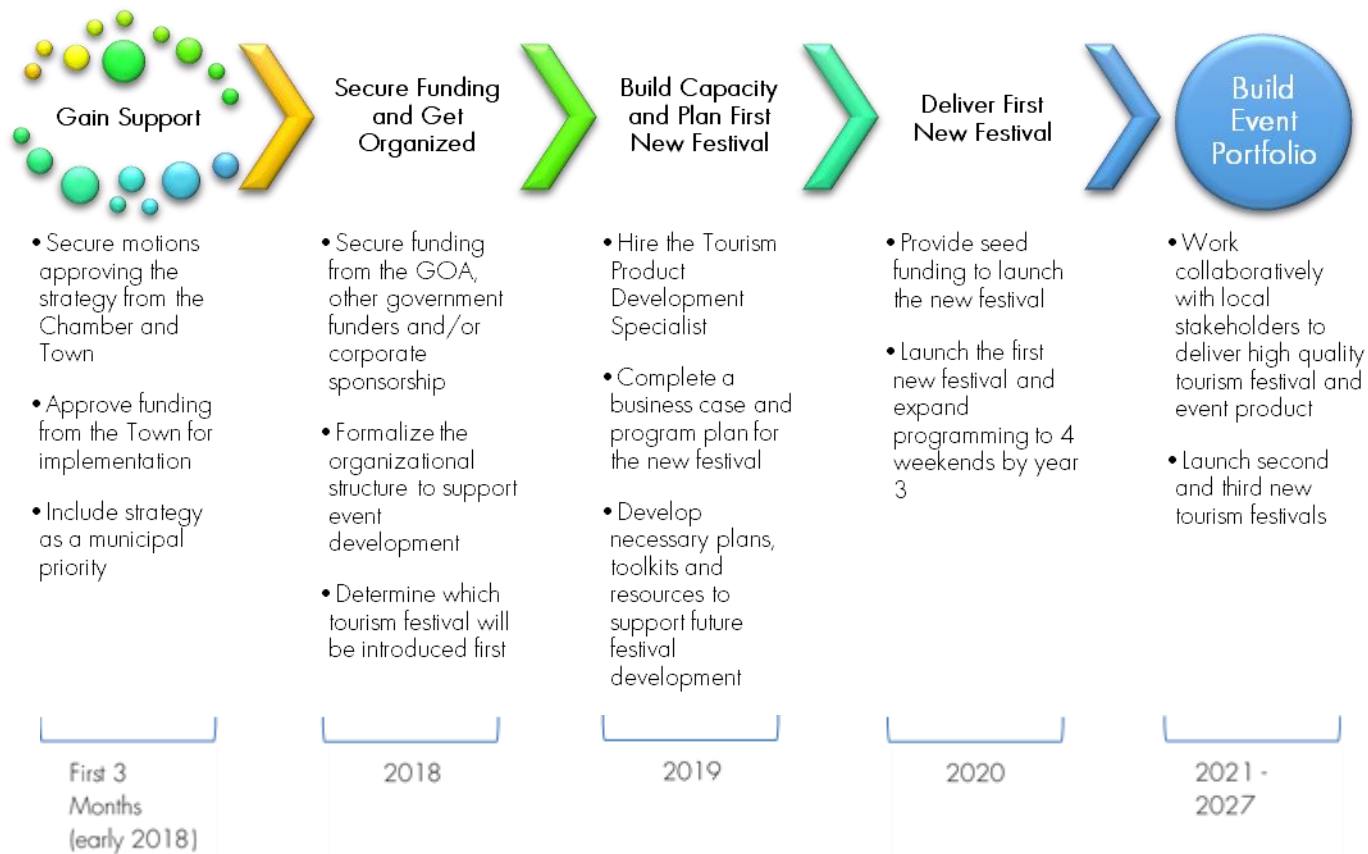 Gain Support
Secure Funding
and Get
Organized
Build Capacity
and Plan First
New Festival
Deliver First
New Festival
Build
Event
Portfolio
• Secure motions
approving the
strategy from the
Chamber and
Town
• Approve funding
from the Town for
implementation
• Include strategy
as a municipal
priority
• Secure funding
from the GOA,
other government
funders and/or
corporate
sponsorship
• Formalize the
organizational
structure to support
event
development
• Determine which
tourism festival will
be introduced first
• Hire the Tourism
Product
Development
Specialist
• Complete a
business case and
program plan for
the new festival
• Develop
necessary plans,
toolkits and
resources to
support future
festival
development
• Provide seed
funding to launch
the new festival
• Launch the first
new festival and
expand
programming to 4
weekends by year
3
• Work
collaboratively
with local
stakeholders to
deliver high quality
tourism festival and
event product
• Launch second
and third new
tourism festivals
First 3
Months
(early 2018)
2018
2019
2020
2021 -
2027